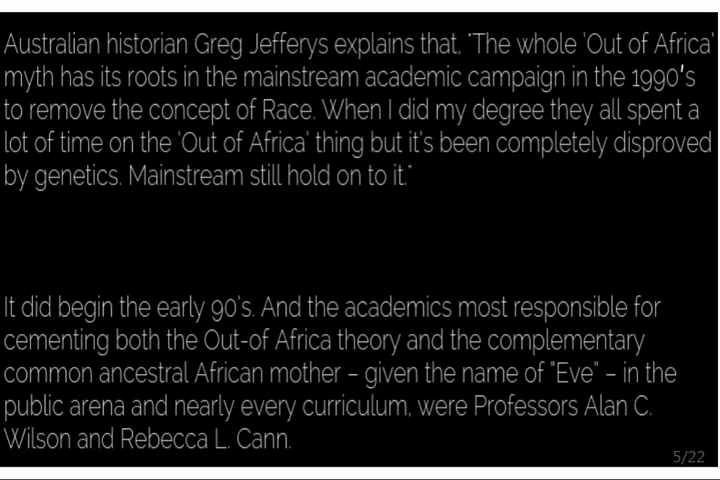 Australian historian Greg Jefferys explains that, "The whole 'Out of Africa'
myth has its roots in the mainstream academic campaign in the 1990's
to remove the concept of Race. When I did my degree they all spent a
lot of time on the 'Out of Africa' thing but it's been completely disproved
by genetics. Mainstream still hold on to it."
It did begin the early 90's. And the academics most responsible for
cementing both the Out-of Africa theory and the complementary
common ancestral African mother – given the name of "Eve" – in the
public arena and nearly every curriculum, were Professors Alan C.
Wilson and Rebecca L. Cann.
5/22